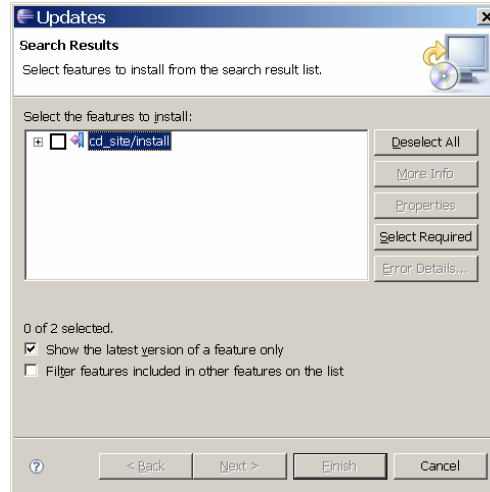 Updates
Search Results
Select features to install from the search result list.
Select the features to install:
cd_site/install
Deselect All
More Info
Properties
Select Required
Error Details...
0 of 2 selected.
Show the latest version of a feature only
Filter features included in other features on the list
< Back
Next >
Finish
Cancel